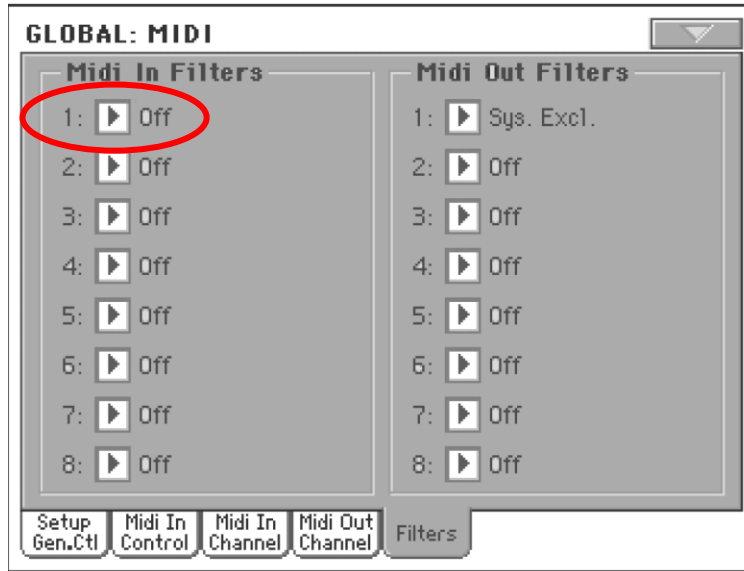 GLOBAL: MIDI
Midi In Filters
1: Off
2: Off
3: Off
4: Off
5: Off
6: Off
7: Off
8: Off
Midi Out Filters
1: Sys. Excl.
2: Off
3: Off
4: Off
5: Off
6: Off
7: Off
8: Off
Setup
Gen.Ctl
Midi In
Control
Midi In
Channel
Midi Out
Channel
Filters